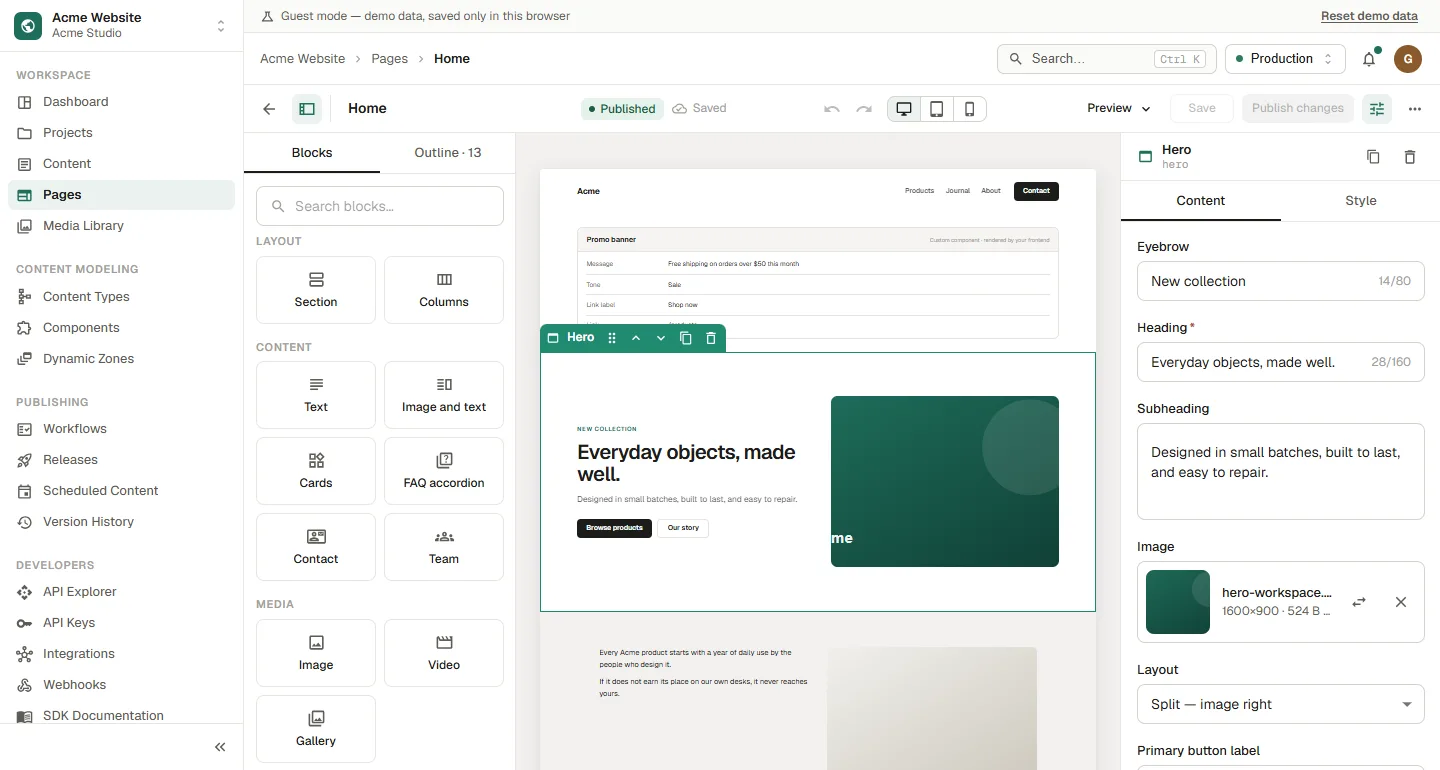 Acme Website
Acme Studio
WORKSPACE
Dashboard
Projects
Content
Pages
Media Library
CONTENT MODELING
Content Types
Components
Dynamic Zones
PUBLISHING
Workflows
Releases
Scheduled Content
Version History
DEVELOPERS
API Explorer
API Keys
Integrations
Webhooks
SDK Documentation
Guest mode — demo data, saved only in this browser
Reset demo data
Acme Website > Pages > Home
Search...
Ctrl K
Production
G
Home
Published
Saved
Preview
Save
Publish changes
Blocks
Outline · 13
Search blocks...
LAYOUT
Section
Columns
CONTENT
Text
Image and text
Cards
FAQ accordion
Contact
Team
MEDIA
Image
Video
Gallery
Acme
Products
Journal
About
Contact
Promo banner
Custom component · rendered by your frontend
Message
Free shipping on orders over $50 this month
Tone
Sale
Link label
Shop now
Hero
NEW COLLECTION
Everyday objects, made
well.
Designed in small batches, built to last, and easy to repair.
Browse products
Our story
me
Every Acme product starts with a year of daily use by the
people who design it.
If it does not earn its place on our own desks, it never reaches
yours.
Hero
hero
Content
Style
Eyebrow
New collection
14/80
Heading *
Everyday objects, made well.
28/160
Subheading
Designed in small batches, built to last,
and easy to repair.
Image
hero-workspace....
1600×900 · 524 B ...
Layout
Split — image right
Primary button label